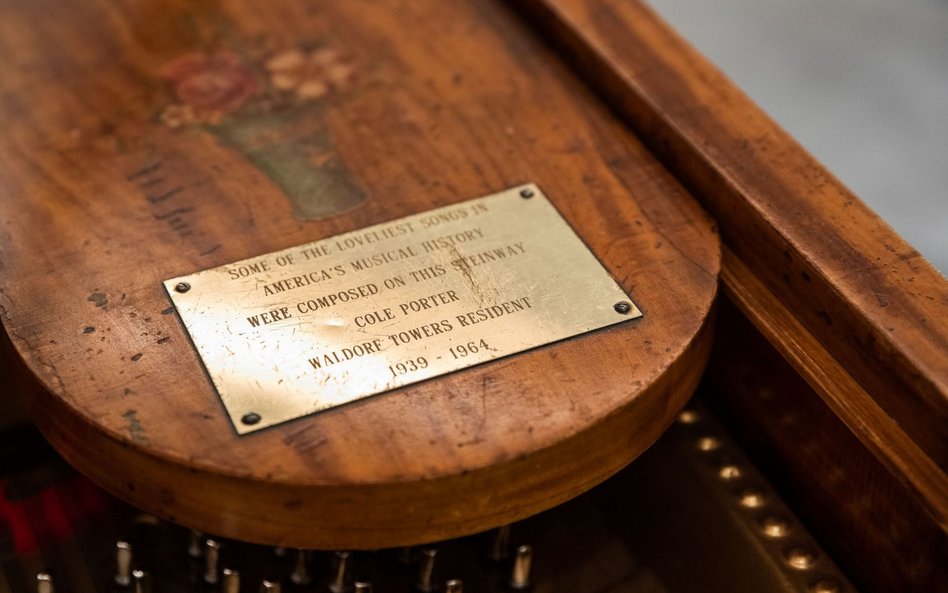 SOME OF THE LOVELIEST SONGS IN
AMERICA'S MUSICAL HISTORY
WERE COMPOSED ON THIS STEINWAY
COLE PORTER
WALDORF TOWERS RESIDENT
1939 - 1964